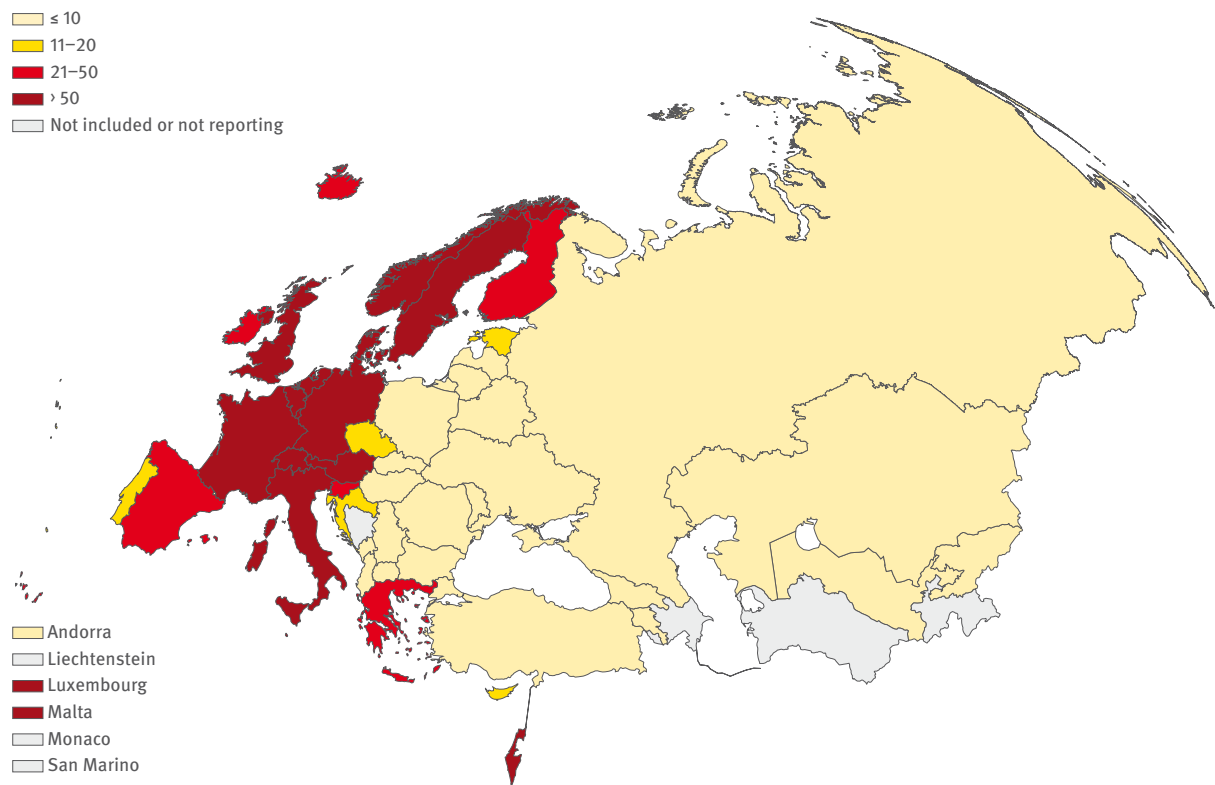 ≤ 10
11–20
21–50
› 50
Not included or not reporting
Andorra
Liechtenstein
Luxembourg
Malta
Monaco
San Marino